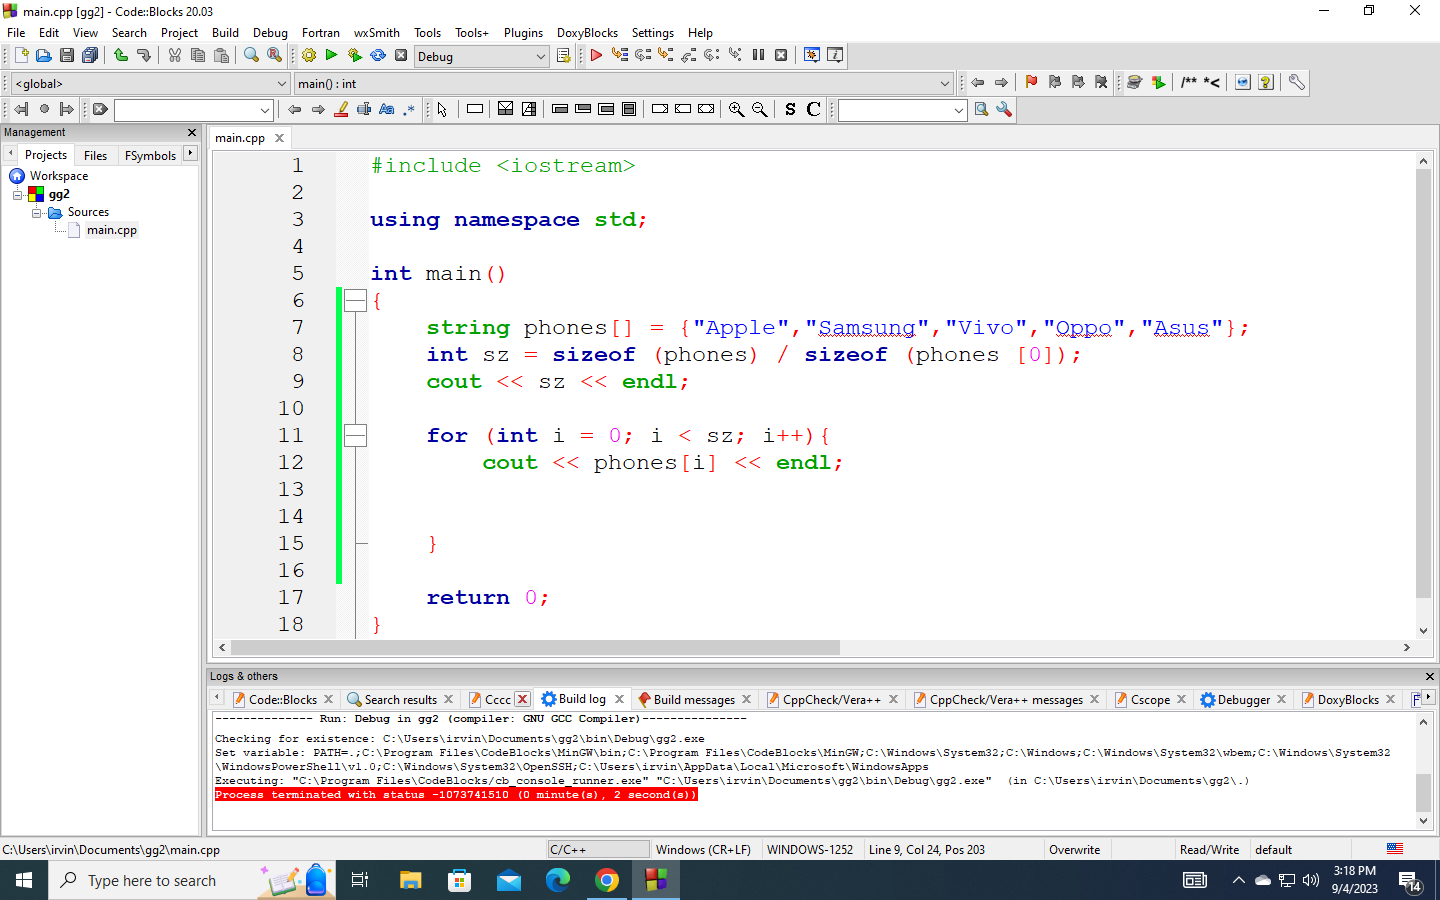 main.cpp [gg2] - Code::Blocks 20.03
File Edit View Search Project Build Debug Fortran wxSmith Tools Tools+ Plugins DoxyBlocks Settings Help
Debug
<global> main() : int
/** *<
Aa .* S C
Management
Projects Files FSymbols
Workspace
gg2
Sources
main.cpp
main.cpp
1 #include <iostream>
2
3 using namespace std;
4
5 int main()
6 {
7 string phones[] = {"Apple","Samsung","Vivo","Oppo","Asus"};
8 int sz = sizeof (phones) / sizeof (phones [0]);
9 cout << sz << endl;
10
11 for (int i = 0; i < sz; i++){
12 cout << phones[i] << endl;
13
14
15 }
16
17 return 0;
18 }
Logs & others
Code::Blocks Search results Cccc Build log Build messages CppCheck/Vera++ CppCheck/Vera++ messages Cscope Debugger DoxyBlocks F
-------------- Run: Debug in gg2 (compiler: GNU GCC Compiler)---------------
Checking for existence: C:\Users\irvin\Documents\gg2\bin\Debug\gg2.exe
Set variable: PATH=.;C:\Program Files\CodeBlocks\MinGW\bin;C:\Program Files\CodeBlocks\MinGW;C:\Windows\System32;C:\Windows;C:\Windows\System32\wbem;C:\Windows\System32
\WindowsPowerShell\v1.0;C:\Windows\System32\OpenSSH;C:\Users\irvin\AppData\Local\Microsoft\WindowsApps
Executing: "C:\Program Files\CodeBlocks/cb_console_runner.exe" "C:\Users\irvin\Documents\gg2\bin\Debug\gg2.exe" (in C:\Users\irvin\Documents\gg2\.)
Process terminated with status -1073741510 (0 minute(s), 2 second(s))
C:\Users\irvin\Documents\gg2\main.cpp C/C++ Windows (CR+LF) WINDOWS-1252 Line 9, Col 24, Pos 203 Overwrite Read/Write default
Type here to search
3:18 PM
9/4/2023
14